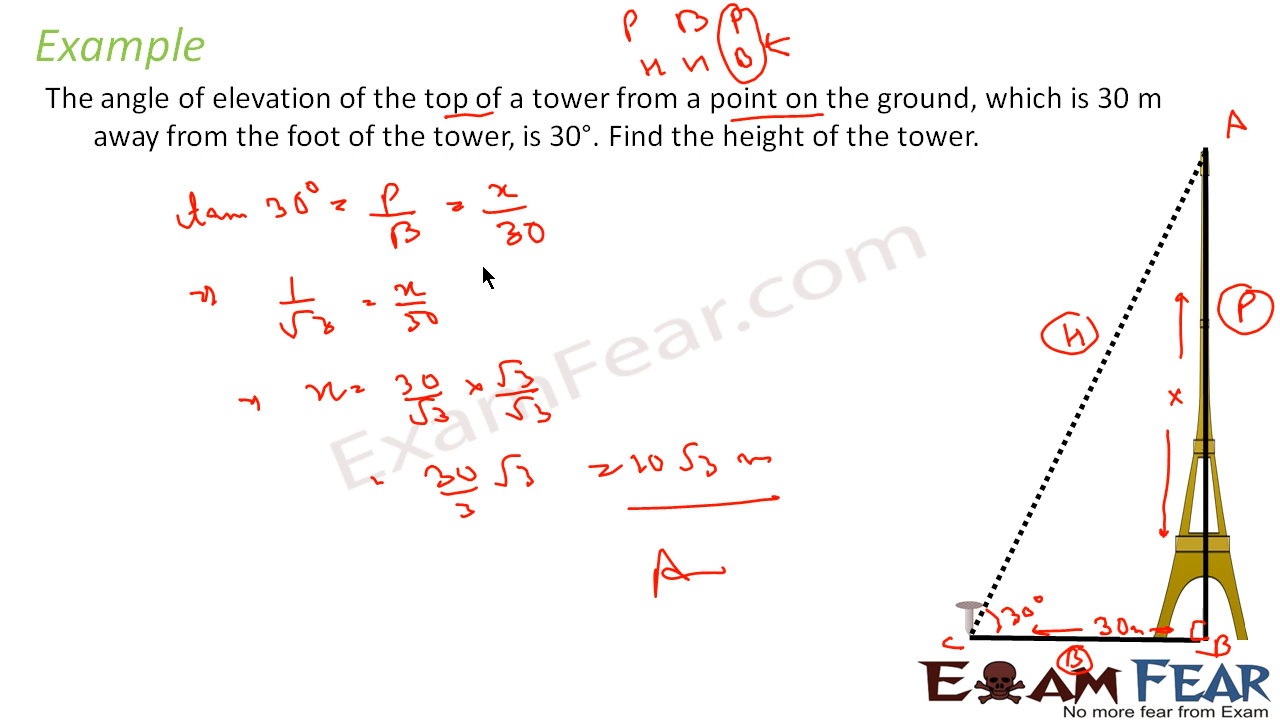 Example
P B P
H H B
The angle of elevation of the top of a tower from a point on the ground, which is 30 m
away from the foot of the tower, is 30°. Find the height of the tower.
tan 30° = P/B = x/30
⇒ 1/√3 = x/30
⇒ x = 30/√3 × √3/√3
= 30/3 √3 = 10√3 m
A
A
H
P
x
30°
30m
C
B
B
ExamFear.com
EXAM FEAR
No more fear from Exam